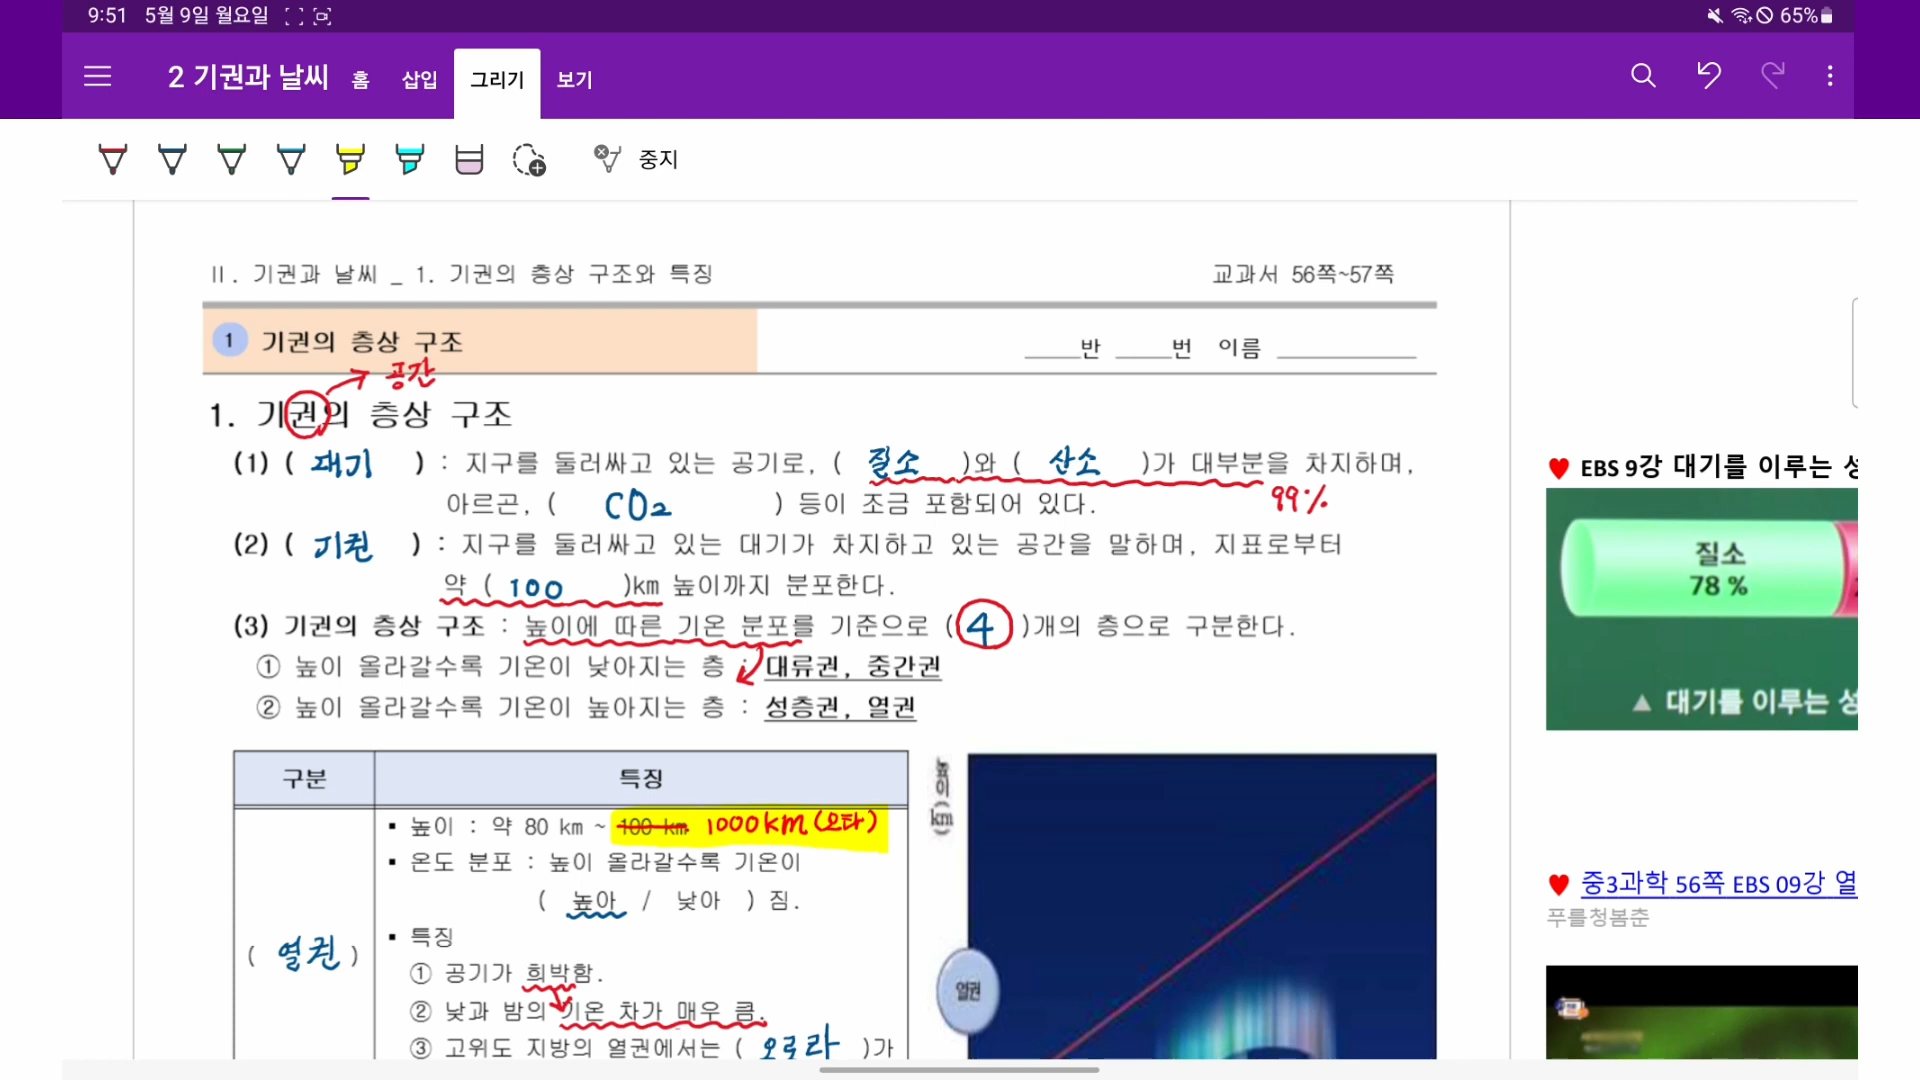 9:51 5월 9일 월요일 65%
2 기권과 날씨 홈 삽입 그리기 보기
중지
II. 기권과 날씨 _ 1. 기권의 층상 구조와 특징 교과서 56쪽~57쪽
1 기권의 층상 구조 ____반 ____번 이름 __________
공간
1. 기권의 층상 구조
(1) ( 대기 ) : 지구를 둘러싸고 있는 공기로, ( 질소 )와 ( 산소 )가 대부분을 차지하며,
아르곤, ( CO2 ) 등이 조금 포함되어 있다. 99%
(2) ( 기권 ) : 지구를 둘러싸고 있는 대기가 차지하고 있는 공간을 말하며, 지표로부터
약 ( 100 )km 높이까지 분포한다.
(3) 기권의 층상 구조 : 높이에 따른 기온 분포를 기준으로 ( 4 )개의 층으로 구분한다.
① 높이 올라갈수록 기온이 낮아지는 층 : 대류권, 중간권
② 높이 올라갈수록 기온이 높아지는 층 : 성층권, 열권
구분 특징
▪ 높이 : 약 80 km ~ 100 km 1000km (오타)
▪ 온도 분포 : 높이 올라갈수록 기온이
( 높아 / 낮아 ) 짐.
▪ 특징
( 열권 )
① 공기가 희박함.
② 낮과 밤의 기온 차가 매우 큼.
③ 고위도 지방의 열권에서는 ( 오로라 )가
높이(km)
열권
♥ EBS 9강 대기를 이루는 성
질소
78 %
▲ 대기를 이루는 성
♥ 중3과학 56쪽 EBS 09강 열
푸를청봄춘